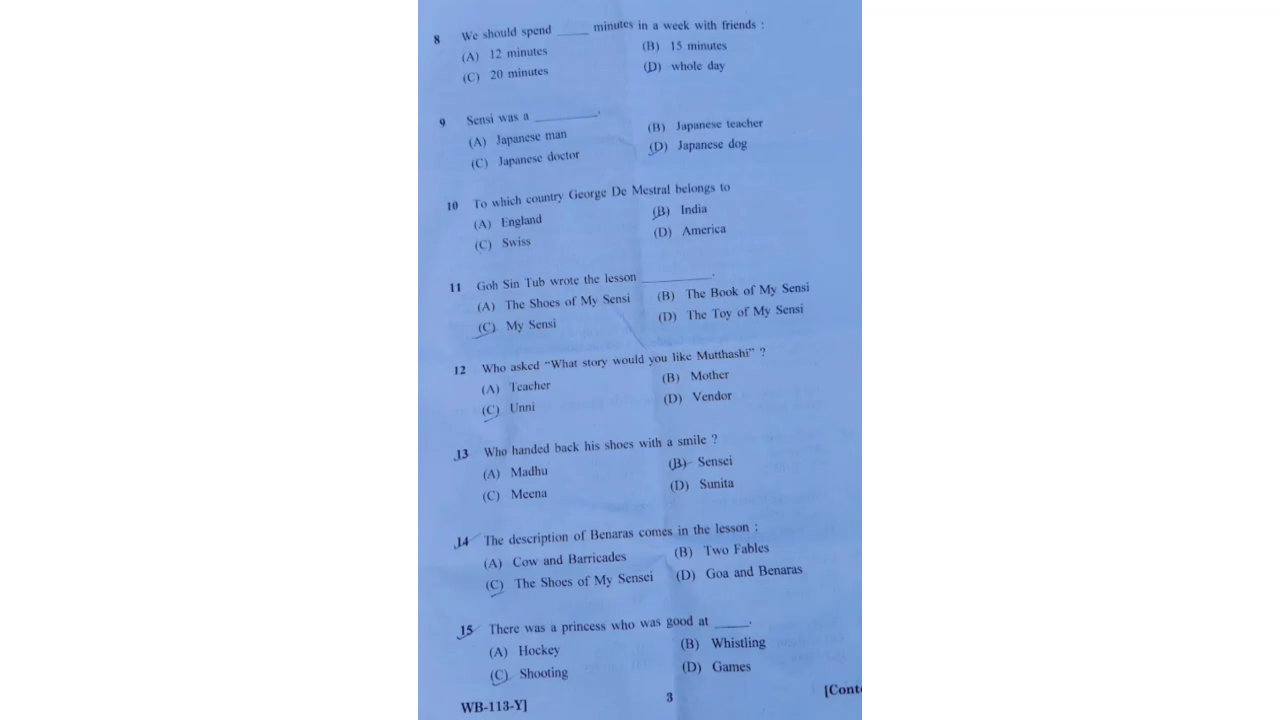 8 We should spend _____ minutes in a week with friends :
(A) 12 minutes (B) 15 minutes
(C) 20 minutes (D) whole day
9 Sensi was a __________.
(A) Japanese man (B) Japanese teacher
(C) Japanese doctor (D) Japanese dog
10 To which country George De Mestral belongs to
(A) England (B) India
(C) Swiss (D) America
11 Goh Sin Tub wrote the lesson ___________.
(A) The Shoes of My Sensi (B) The Book of My Sensi
(C) My Sensi (D) The Toy of My Sensi
12 Who asked “What story would you like Mutthashi” ?
(A) Teacher (B) Mother
(C) Unni (D) Vendor
13 Who handed back his shoes with a smile ?
(A) Madhu (B) Sensei
(C) Meena (D) Sunita
14 The description of Benaras comes in the lesson :
(A) Cow and Barricades (B) Two Fables
(C) The Shoes of My Sensei (D) Goa and Benaras
15 There was a princess who was good at _____.
(A) Hockey (B) Whistling
(C) Shooting (D) Games
WB-113-Y] 3